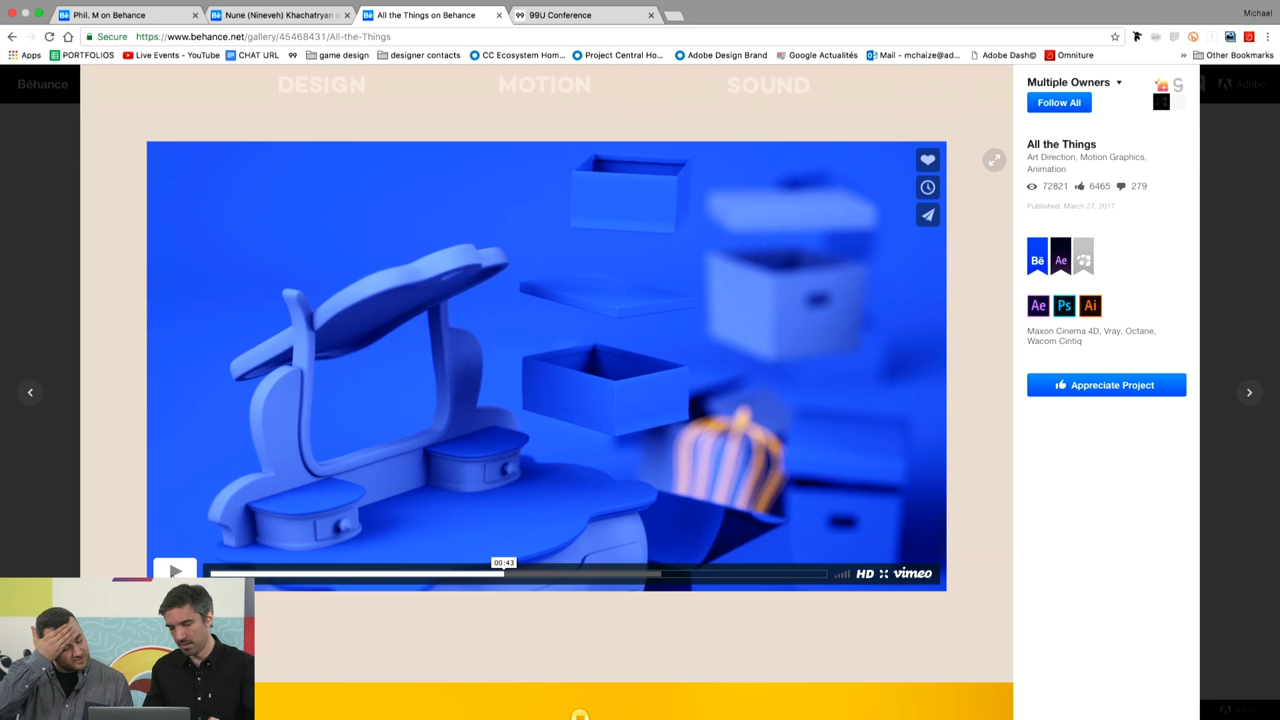 Phil. M on Behance
Nune (Nineveh) Khachatryan
All the Things on Behance
99U Conference
Michael
Secure
https://www.behance.net/gallery/45468431/All-the-Things
Apps
PORTFOLIOS
Live Events - YouTube
CHAT URL
game design
designer contacts
CC Ecosystem Hom...
Project Central Ho...
Adobe Design Brand
Google Actualités
Mail — mchaize@ad...
Adobe Dash©
Omniture
»
Other Bookmarks
Bēhance
DESIGN
MOTION
SOUND
Adobe
Multiple Owners
Follow All
All the Things
Art Direction, Motion Graphics,
Animation
72821
6465
279
Published: March 27, 2017
Bē
Ae
Ae
Ps
Ai
Maxon Cinema 4D, Vray, Octane,
Wacom Cintiq
Appreciate Project
00:43
HD
vimeo